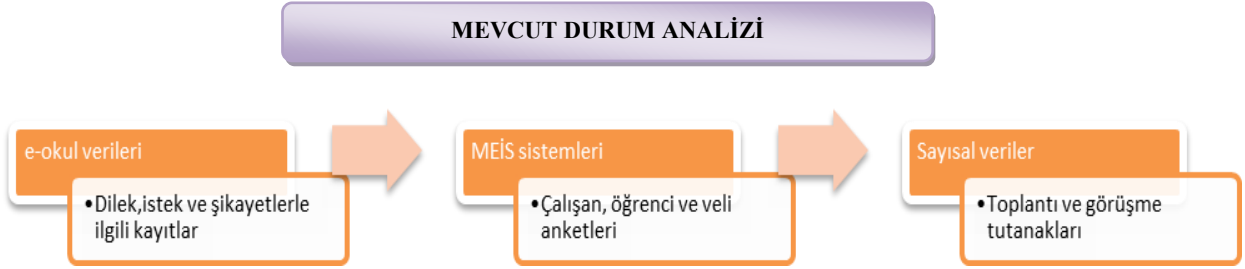 MEVCUT DURUM ANALİZİ
e-okul verileri
•Dilek,istek ve şikayetlerle
ilgili kayıtlar
MEİS sistemleri
•Çalışan, öğrenci ve veli
anketleri
Sayısal veriler
•Toplantı ve görüşme
tutanakları